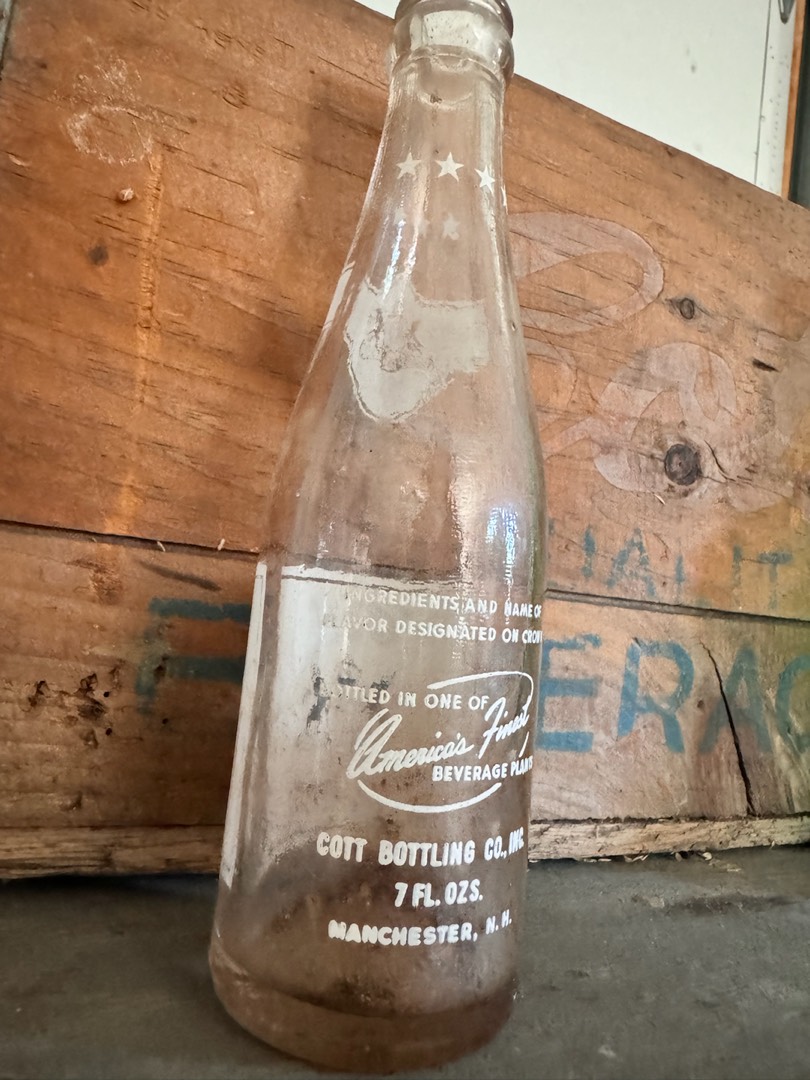 INGREDIENTS AND NAME OF
FLAVOR DESIGNATED ON CROWN
BOTTLED IN ONE OF
America's Finest
BEVERAGE PLANTS
COTT BOTTLING CO., INC.
7 FL. OZS.
MANCHESTER, N. H.